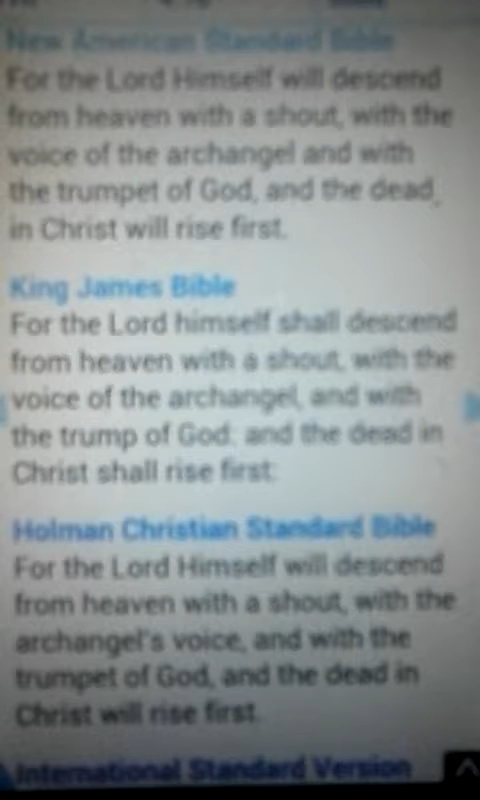 New American Standard Bible
For the Lord Himself will descend
from heaven with a shout, with the
voice of the archangel and with
the trumpet of God, and the dead
in Christ will rise first.
King James Bible
For the Lord himself shall descend
from heaven with a shout, with the
voice of the archangel, and with
the trump of God: and the dead in
Christ shall rise first:
Holman Christian Standard Bible
For the Lord Himself will descend
from heaven with a shout, with the
archangel's voice, and with the
trumpet of God, and the dead in
Christ will rise first.
International Standard Version